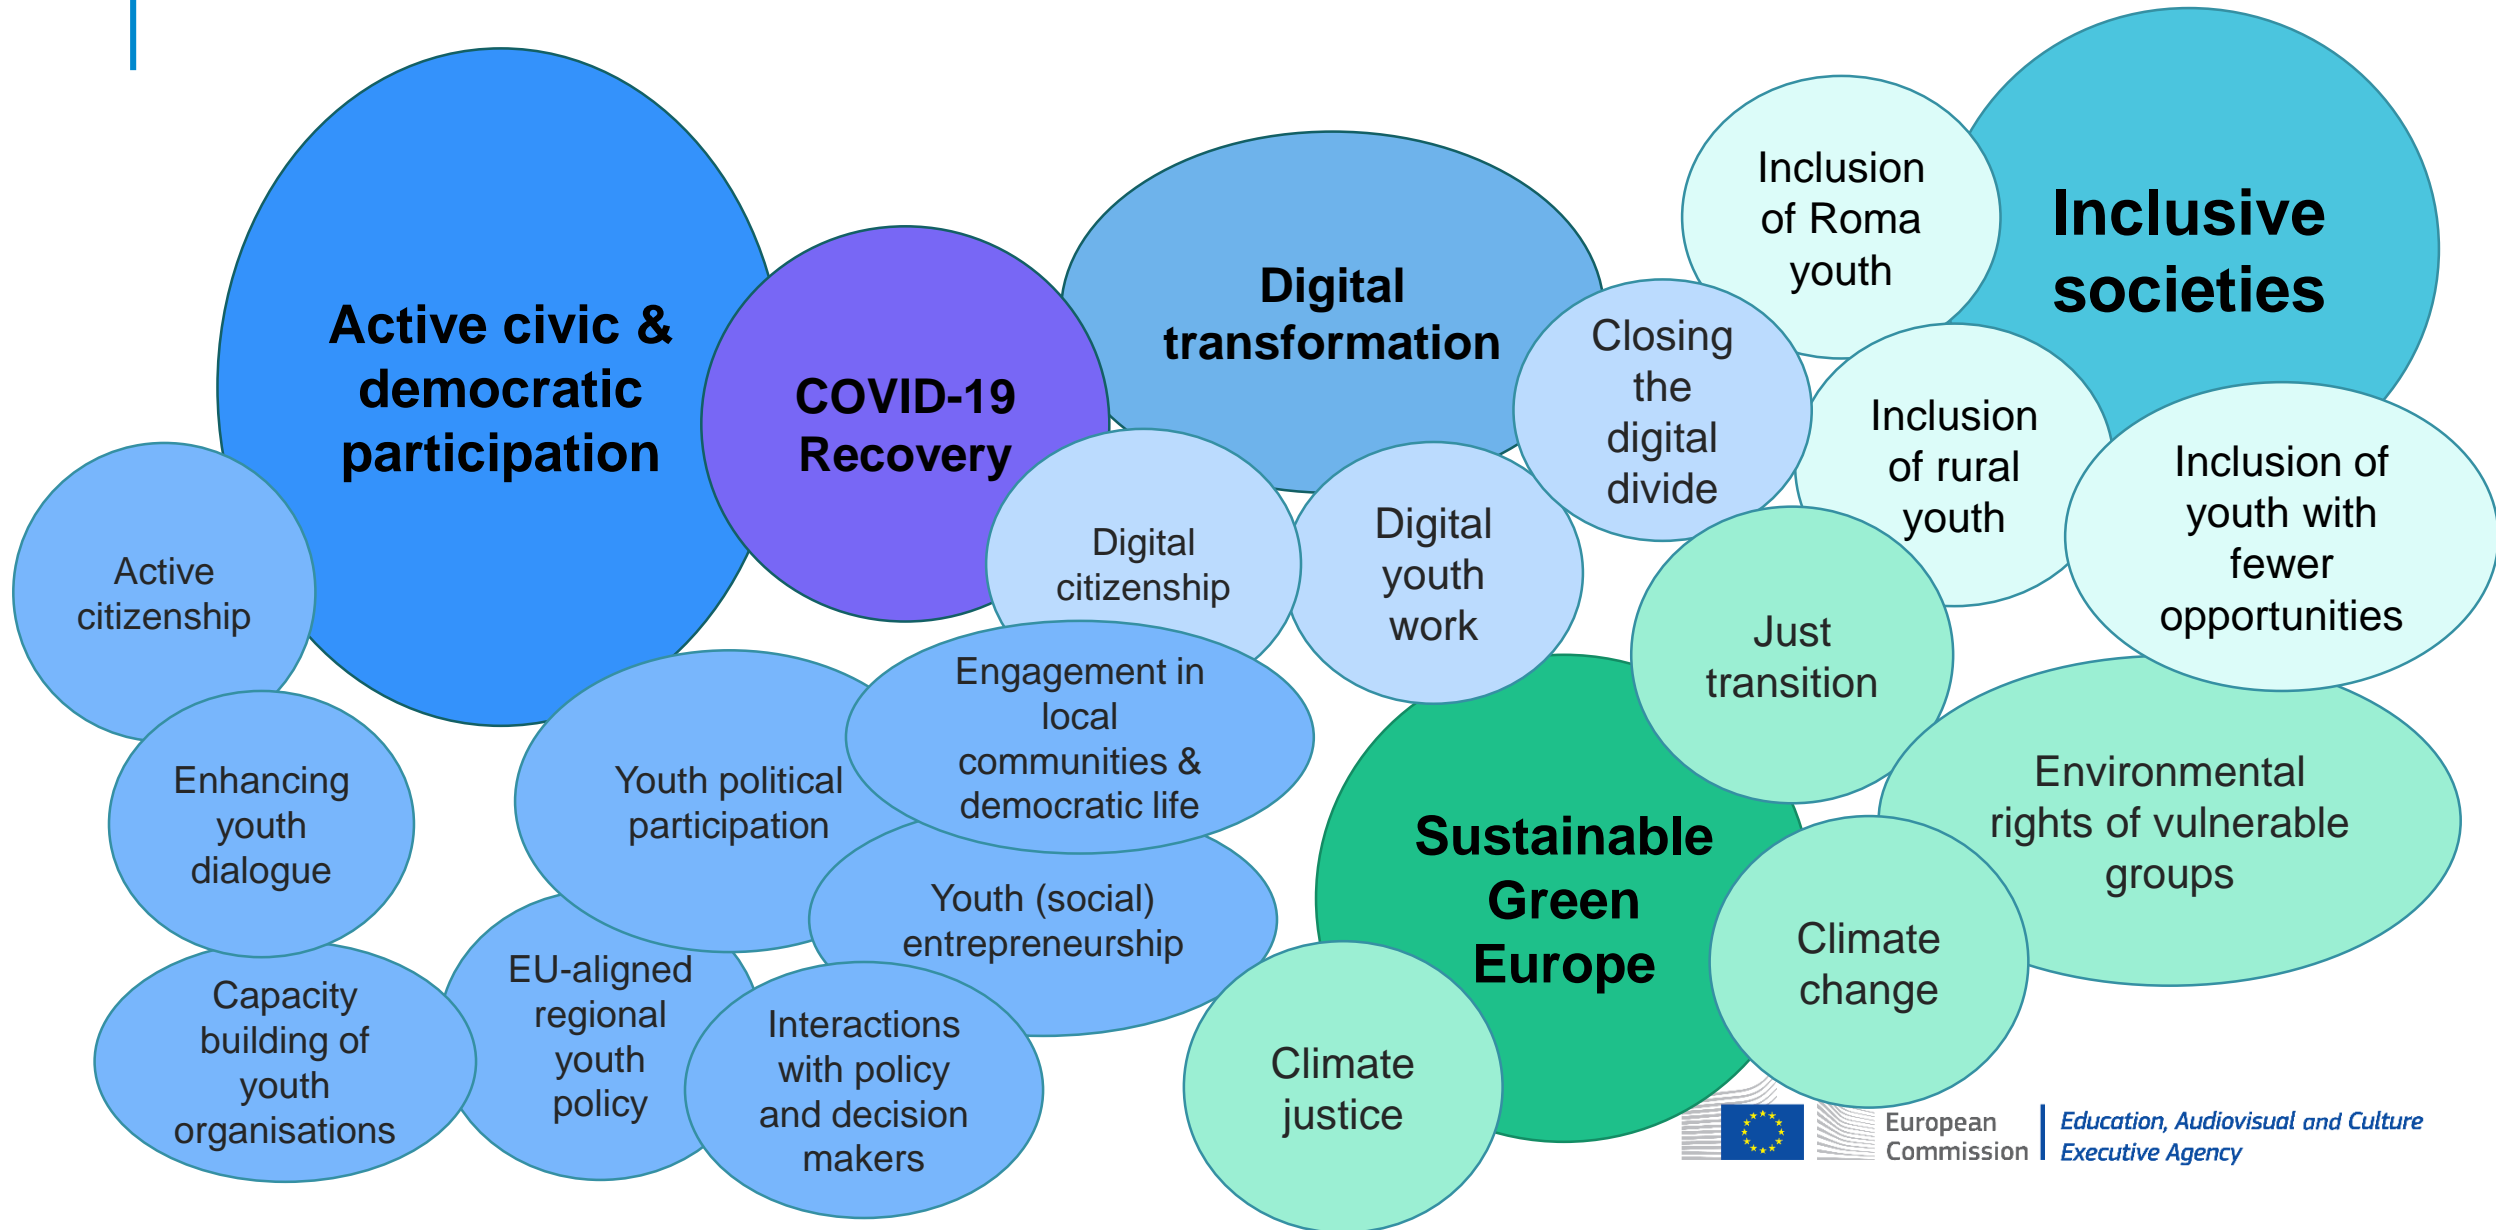 Active civic &
democratic
participation
COVID-19
Recovery
Digital
transformation
Inclusion
of Roma
youth
Inclusive
societies
Closing
the
digital
divide
Inclusion
of rural
youth
Inclusion of
youth with
fewer
opportunities
Active
citizenship
Digital
citizenship
Digital
youth
work
Just
transition
Enhancing
youth
dialogue
Youth political
participation
Engagement in
local
communities &
democratic life
Sustainable
Green
Europe
Environmental
rights of vulnerable
groups
Youth (social)
entrepreneurship
Climate
change
Capacity
building of
youth
organisations
EU-aligned
regional
youth
policy
Interactions
with policy
and decision
makers
Climate
justice
European
Commission
Education, Audiovisual and Culture
Executive Agency